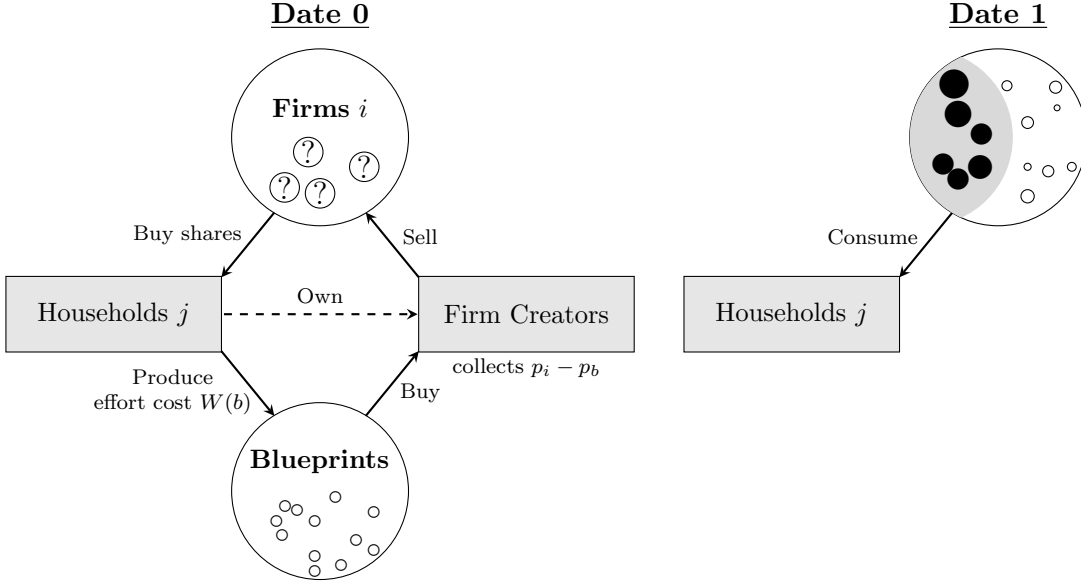 Date 0
Date 1
Firms i
?
?
?
?
Buy shares
Sell
Consume
Households j
Own
Firm Creators
Households j
collects p_i − p_b
Produce
effort cost W(b)
Buy
Blueprints